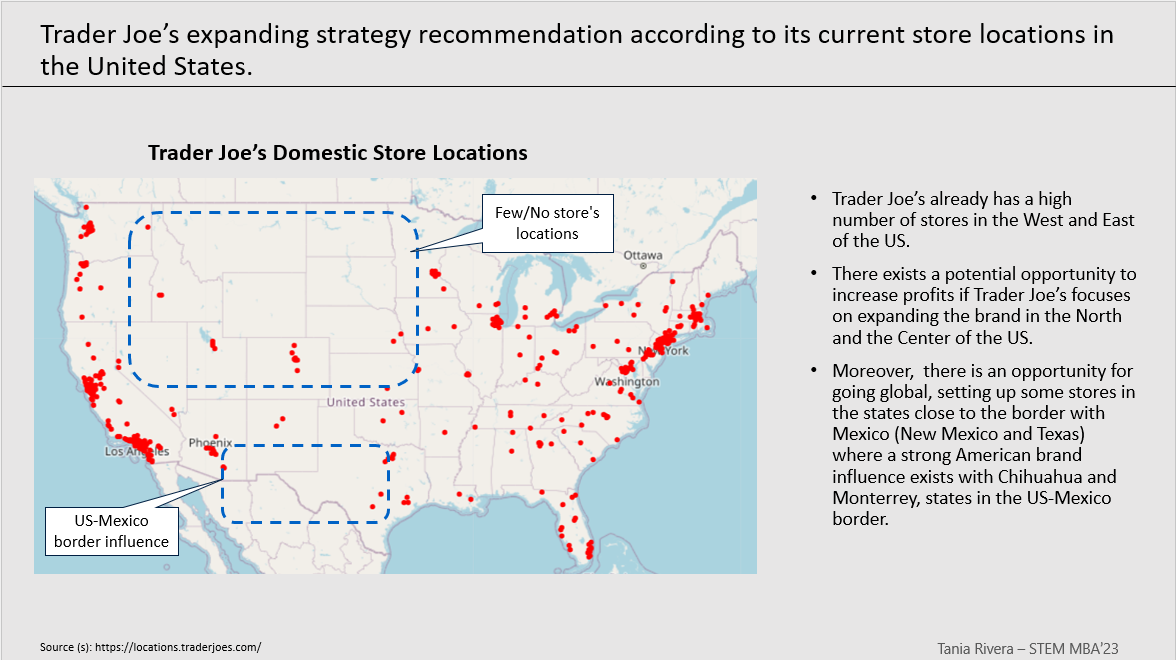 Trader Joe’s expanding strategy recommendation according to its current store locations in
the United States.
Trader Joe’s Domestic Store Locations
Few/No store's
locations
Ottawa
New York
Washington
United States
Phoenix
Los Angeles
US-Mexico
border influence
• Trader Joe’s already has a high
number of stores in the West and East
of the US.
• There exists a potential opportunity to
increase profits if Trader Joe’s focuses
on expanding the brand in the North
and the Center of the US.
• Moreover,  there is an opportunity for
going global, setting up some stores in
the states close to the border with
Mexico (New Mexico and Texas)
where a strong American brand
influence exists with Chihuahua and
Monterrey, states in the US-Mexico
border.
Source (s): https://locations.traderjoes.com/
Tania Rivera – STEM MBA’23